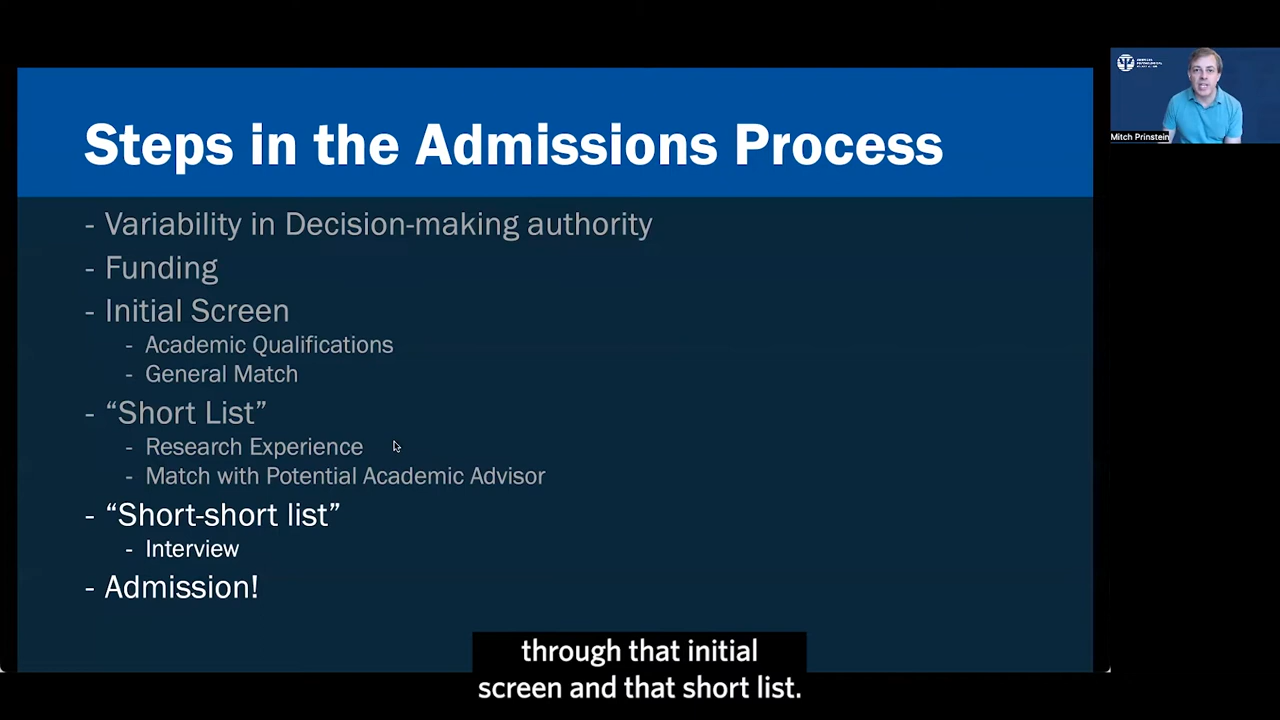 Steps in the Admissions Process
- Variability in Decision-making authority
- Funding
- Initial Screen
- Academic Qualifications
- General Match
- “Short List”
- Research Experience
- Match with Potential Academic Advisor
- “Short-short list”
- Interview
- Admission!
Mitch Prinstein
through that initial
screen and that short list.